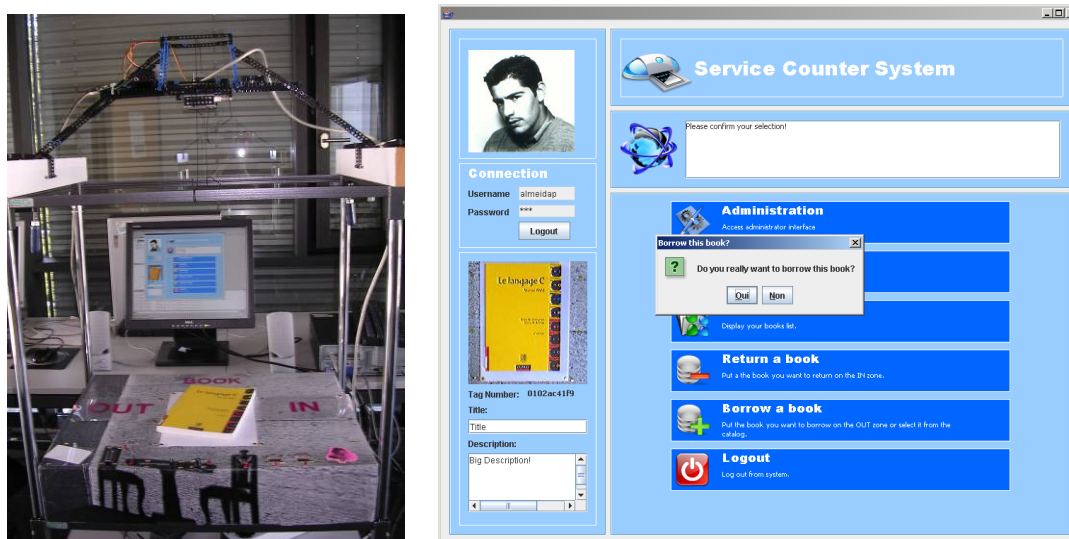 BOOK
OUT
IN
Service Counter System
Please confirm your selection!
Connection
Username almeidap
Password ***
Logout
Le langage C
Tag Number: 0102ac41f9
Title:
Title
Description:
Big Description!
Administration
Access administrator interface
Borrow this book?
Do you really want to borrow this book?
Oui Non
Display your books list.
Return a book
Put a the book you want to return on the IN zone.
Borrow a book
Put the book you want to borrow on the OUT zone or select it from the
catalog.
Logout
Log out from system.